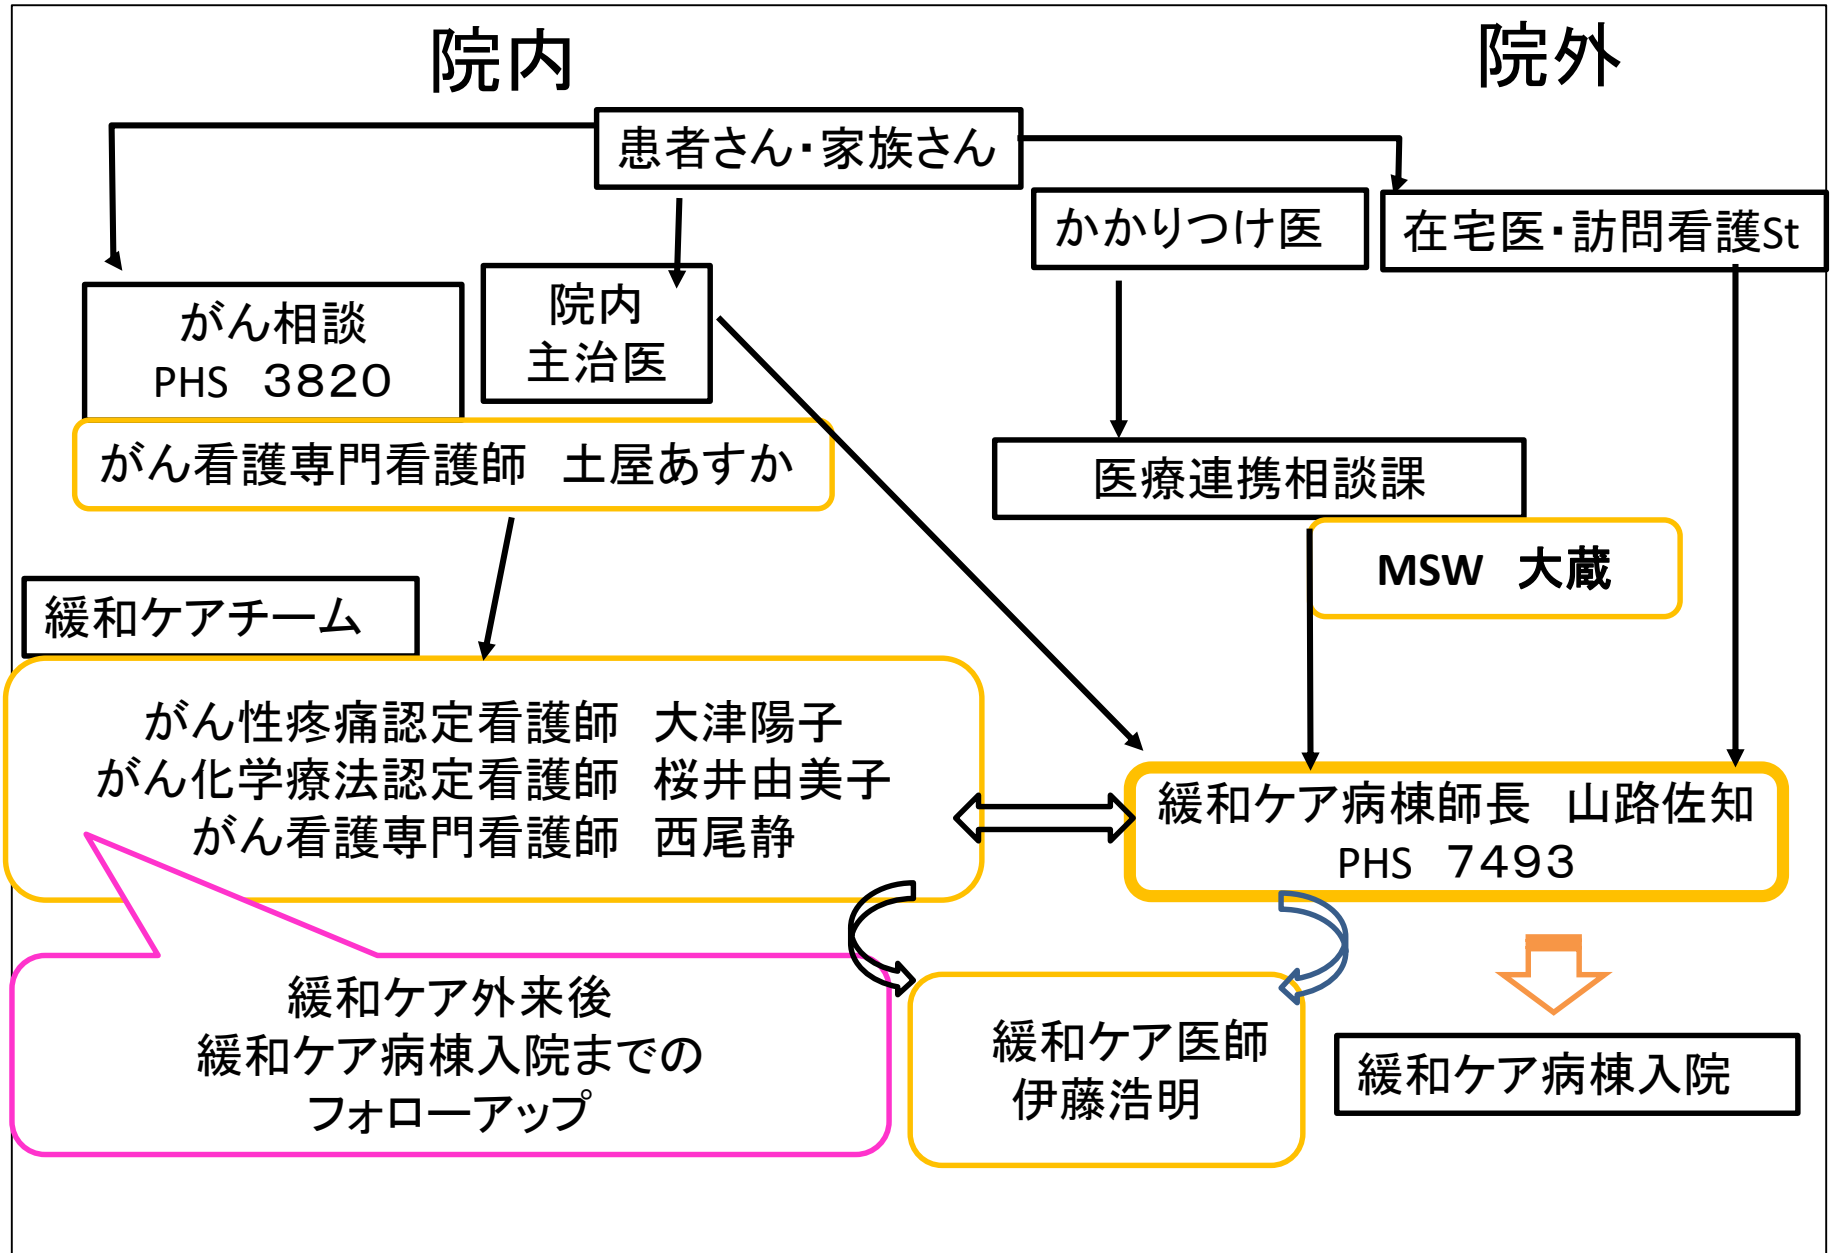 院内
院外
患者さん・家族さん
かかりつけ医
在宅医・訪問看護St
がん相談
PHS　３８２０
院内
主治医
がん看護専門看護師　土屋あすか
医療連携相談課
MSW　大蔵
緩和ケアチーム
がん性疼痛認定看護師　大津陽子
がん化学療法認定看護師　桜井由美子
がん看護専門看護師　西尾静
緩和ケア病棟師長　山路佐知
PHS　７４９３
緩和ケア外来後
緩和ケア病棟入院までの
フォローアップ
緩和ケア医師
伊藤浩明
緩和ケア病棟入院